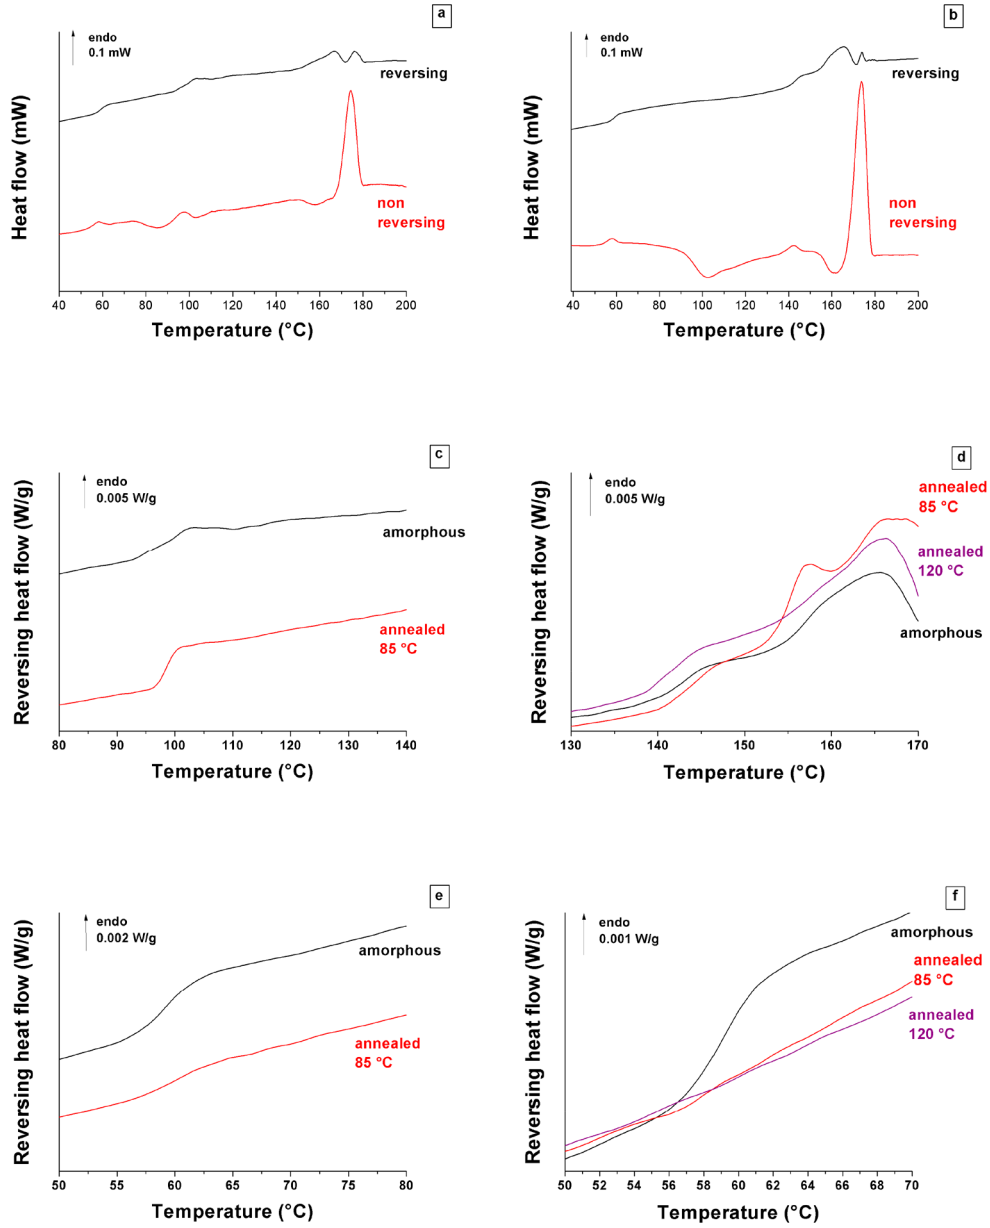 a
endo
0.1 mW
reversing
non
reversing
Heat flow (mW)
40 60 80 100 120 140 160 180 200
Temperature (°C)
b
endo
0.1 mW
reversing
non
reversing
Heat flow (mW)
40 60 80 100 120 140 160 180 200
Temperature (°C)
c
endo
0.005 W/g
amorphous
annealed
85 °C
Reversing heat flow (W/g)
80 90 100 110 120 130 140
Temperature (°C)
d
endo
0.005 W/g
annealed
85 °C
annealed
120 °C
amorphous
Reversing heat flow (W/g)
130 140 150 160 170
Temperature (°C)
e
endo
0.002 W/g
amorphous
annealed
85 °C
Reversing heat flow (W/g)
50 55 60 65 70 75 80
Temperature (°C)
f
endo
0.001 W/g
amorphous
annealed
85 °C
annealed
120 °C
Reversing heat flow (W/g)
50 52 54 56 58 60 62 64 66 68 70
Temperature (°C)